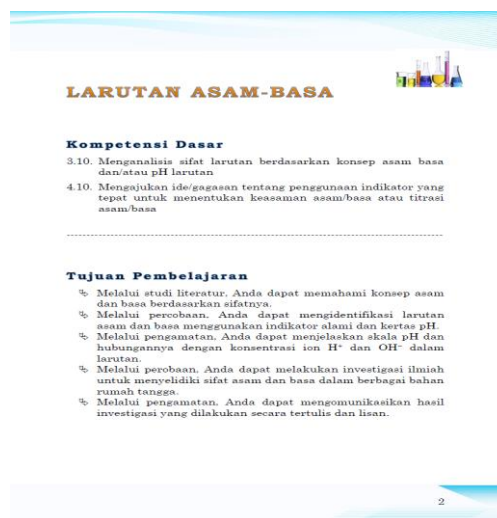 LARUTAN ASAM-BASA
Kompetensi Dasar
3.10. Menganalisis sifat larutan berdasarkan konsep asam basa
dan/atau pH larutan
4.10. Mengajukan ide/gagasan tentang penggunaan indikator yang
tepat untuk menentukan keasaman asam/basa atau titrasi
asam/basa
Tujuan Pembelajaran
Melalui studi literatur, Anda dapat memahami konsep asam
dan basa berdasarkan sifatnya.
Melalui percobaan, Anda dapat mengidentifikasi larutan
asam dan basa menggunakan indikator alami dan kertas pH.
Melalui pengamatan, Anda dapat menjelaskan skala pH dan
hubungannya dengan konsentrasi ion H⁺ dan OH⁻ dalam
larutan.
Melalui perobaan, Anda dapat melakukan investigasi ilmiah
untuk menyelidiki sifat asam dan basa dalam berbagai bahan
rumah tangga.
Melalui pengamatan, Anda dapat mengomunikasikan hasil
investigasi yang dilakukan secara tertulis dan lisan.
2